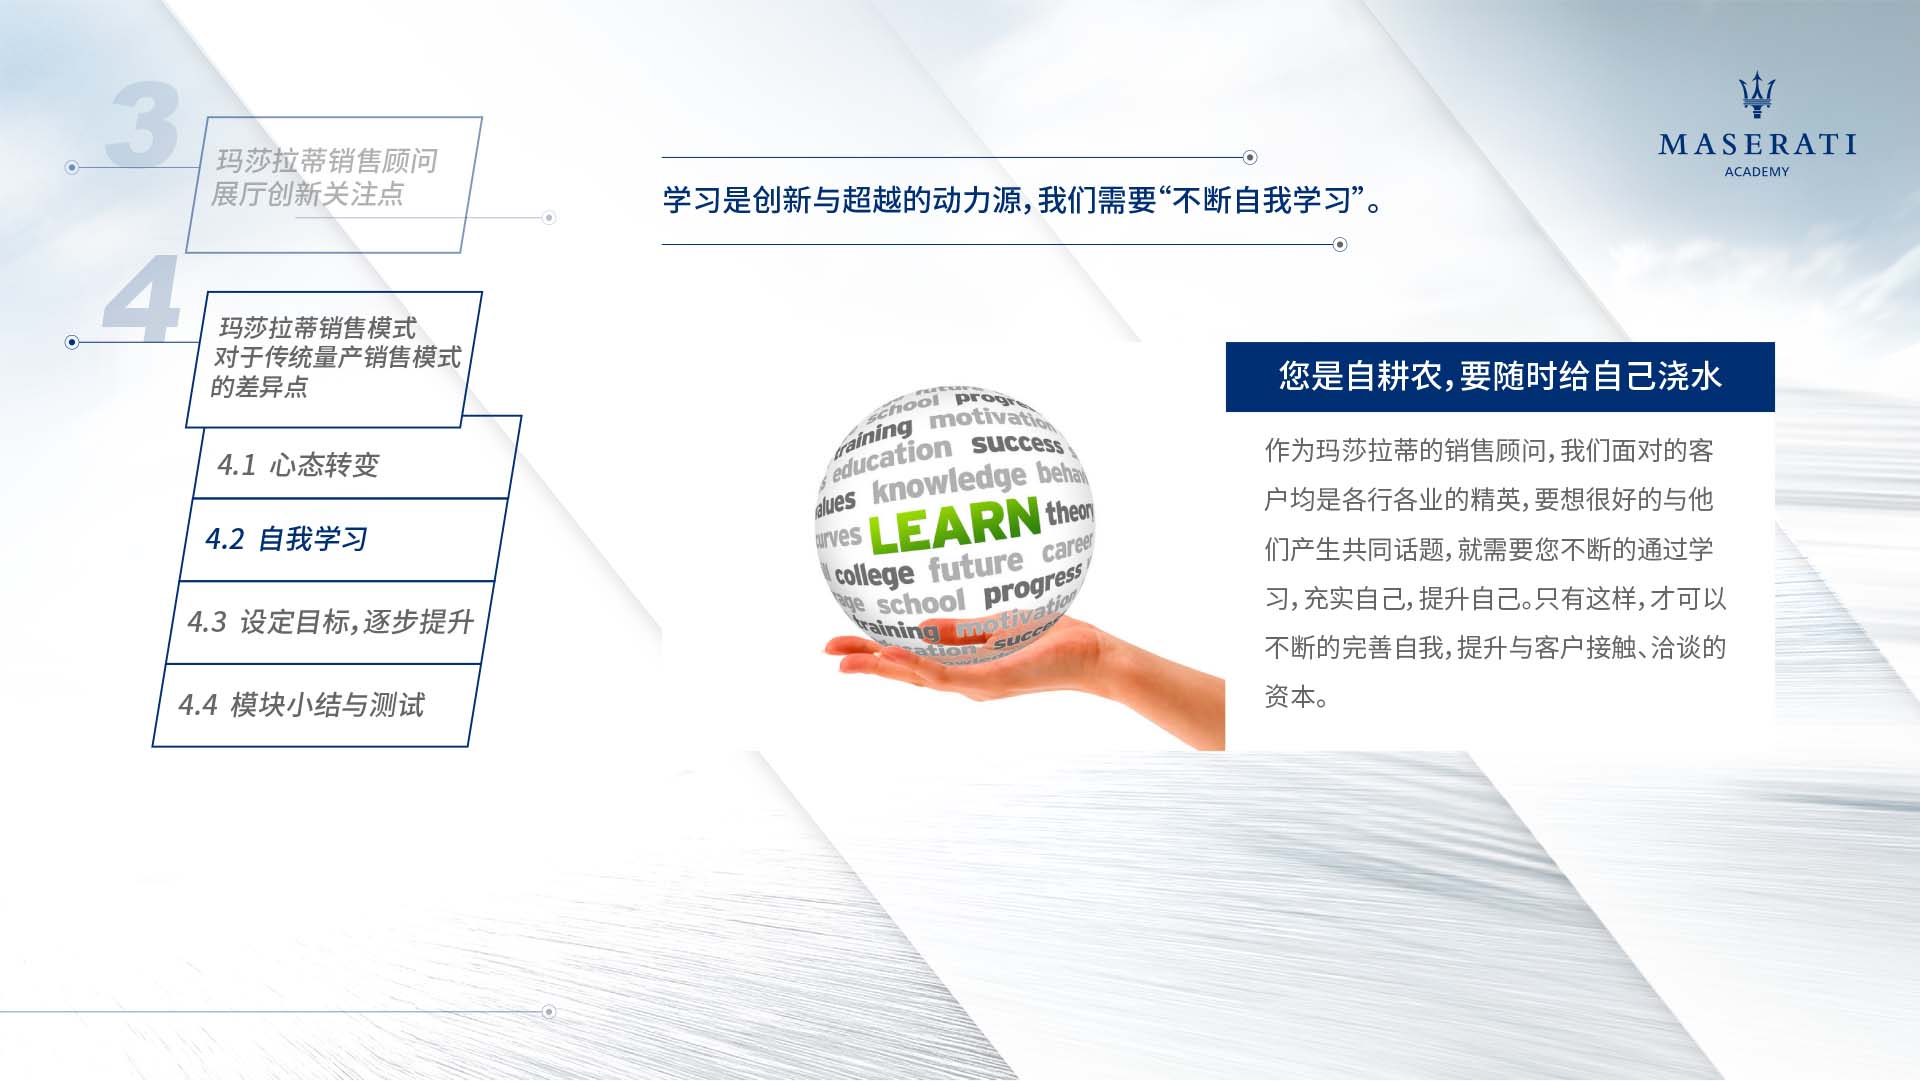 3
玛莎拉蒂销售顾问
展厅创新关注点
4
玛莎拉蒂销售模式
对于传统量产销售模式
的差异点
4.1 心态转变
4.2 自我学习
4.3 设定目标，逐步提升
4.4 模块小结与测试
学习是创新与超越的动力源，我们需要“不断自我学习”。
MASERATI
ACADEMY
future
school progre
training motivation
education success
values knowledge behav
curves LEARN theory
college future career
school progress
training motivation
success
您是自耕农，要随时给自己浇水
作为玛莎拉蒂的销售顾问，我们面对的客
户均是各行各业的精英，要想很好的与他
们产生共同话题，就需要您不断的通过学
习，充实自己，提升自己。只有这样，才可以
不断的完善自我，提升与客户接触、洽谈的
资本。